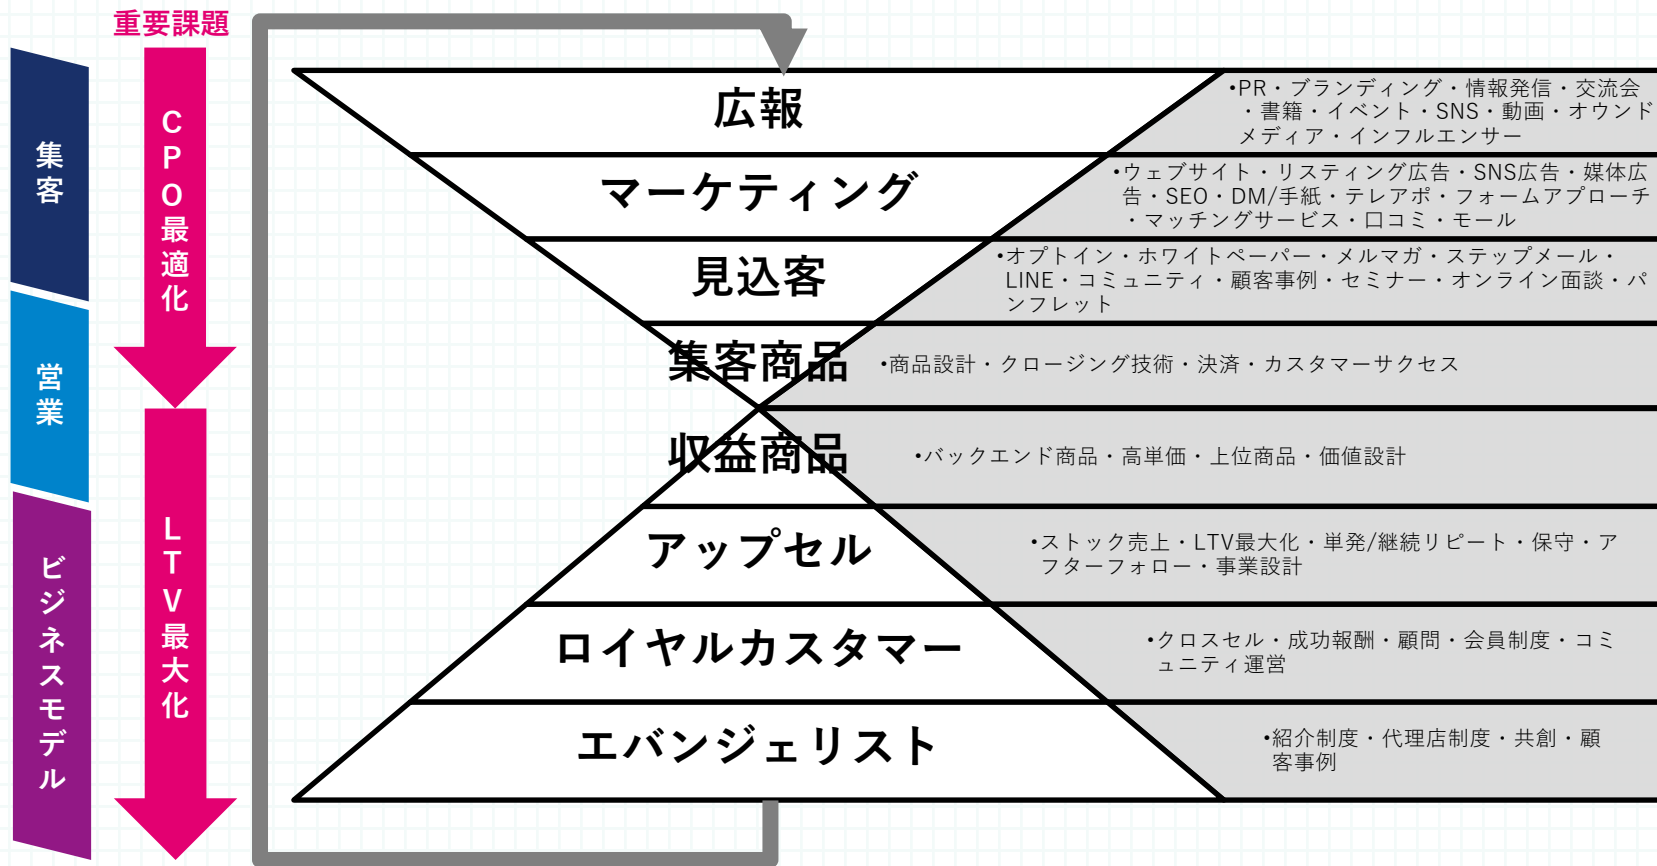 重要課題
集客
営業
ビジネスモデル
CPO最適化
LTV最大化
広報
•PR・ブランディング・情報発信・交流会
・書籍・イベント・SNS・動画・オウンド
メディア・インフルエンサー
マーケティング
•ウェブサイト・リスティング広告・SNS広告・媒体広
告・SEO・DM/手紙・テレアポ・フォームアプローチ
・マッチングサービス・口コミ・モール
見込客
•オプトイン・ホワイトペーパー・メルマガ・ステップメール・
LINE・コミュニティ・顧客事例・セミナー・オンライン面談・パ
ンフレット
集客商品
•商品設計・クロージング技術・決済・カスタマーサクセス
収益商品
•バックエンド商品・高単価・上位商品・価値設計
アップセル
•ストック売上・LTV最大化・単発/継続リピート・保守・ア
フターフォロー・事業設計
ロイヤルカスタマー
•クロスセル・成功報酬・顧問・会員制度・コミ
ュニティ運営
エバンジェリスト
•紹介制度・代理店制度・共創・顧
客事例